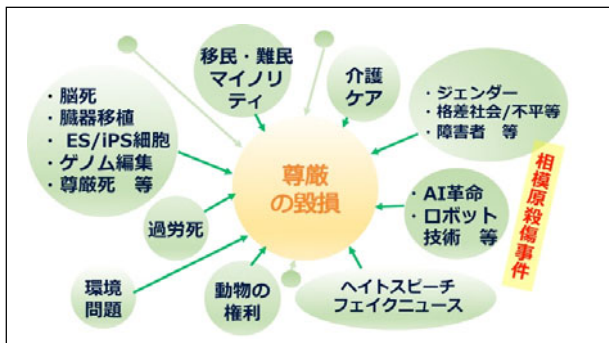 移民・難民
マイノリ
ティ
介護
ケア
・ジェンダー
・格差社会/不平等
・障害者　等
・脳死
・臓器移植
・ES/iPS細胞
・ゲノム編集
・尊厳死　等
尊厳
の毀損
相模原殺傷事件
・AI革命
・ロボット
技術　等
過労死
環境
問題
動物の
権利
ヘイトスピーチ
フェイクニュース